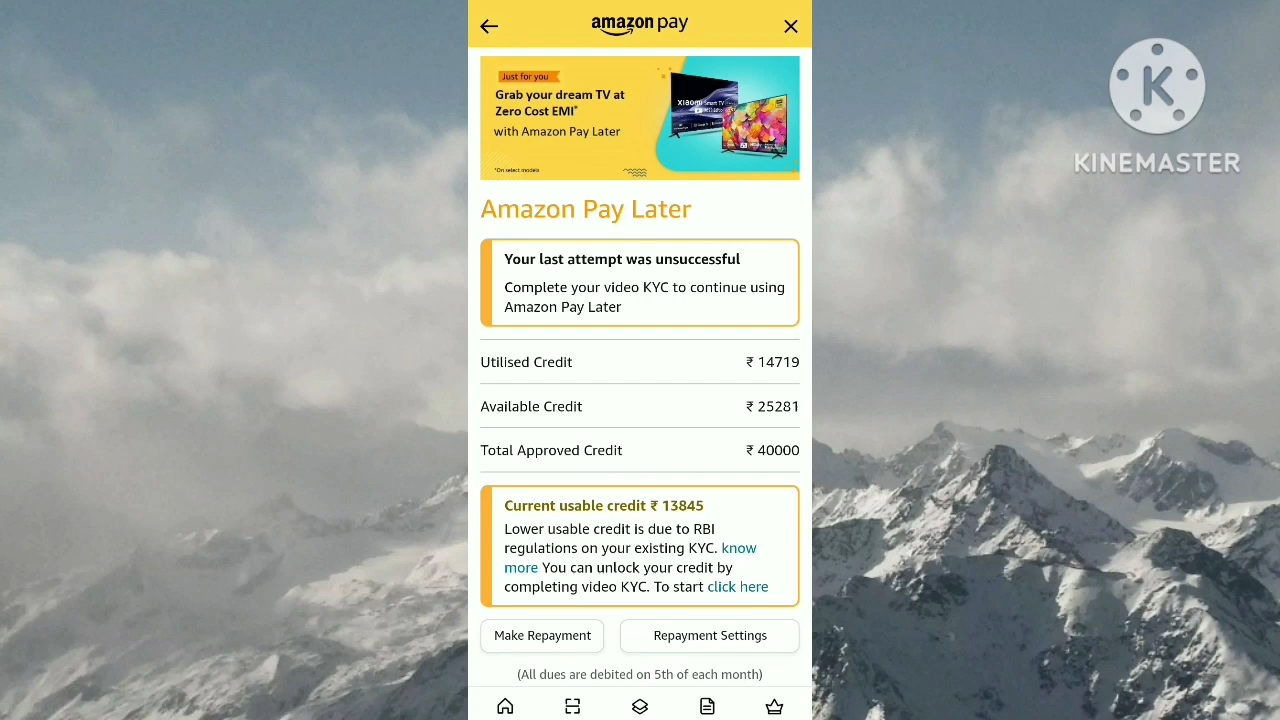 amazon pay
Just for you
Grab your dream TV at
Zero Cost EMI*
with Amazon Pay Later
*On select models
xiaomi Smart TV
K
KINEMASTER
Amazon Pay Later
Your last attempt was unsuccessful
Complete your video KYC to continue using
Amazon Pay Later
Utilised Credit ₹ 14719
Available Credit ₹ 25281
Total Approved Credit ₹ 40000
Current usable credit ₹ 13845
Lower usable credit is due to RBI
regulations on your existing KYC. know
more You can unlock your credit by
completing video KYC. To start click here
Make Repayment Repayment Settings
(All dues are debited on 5th of each month)